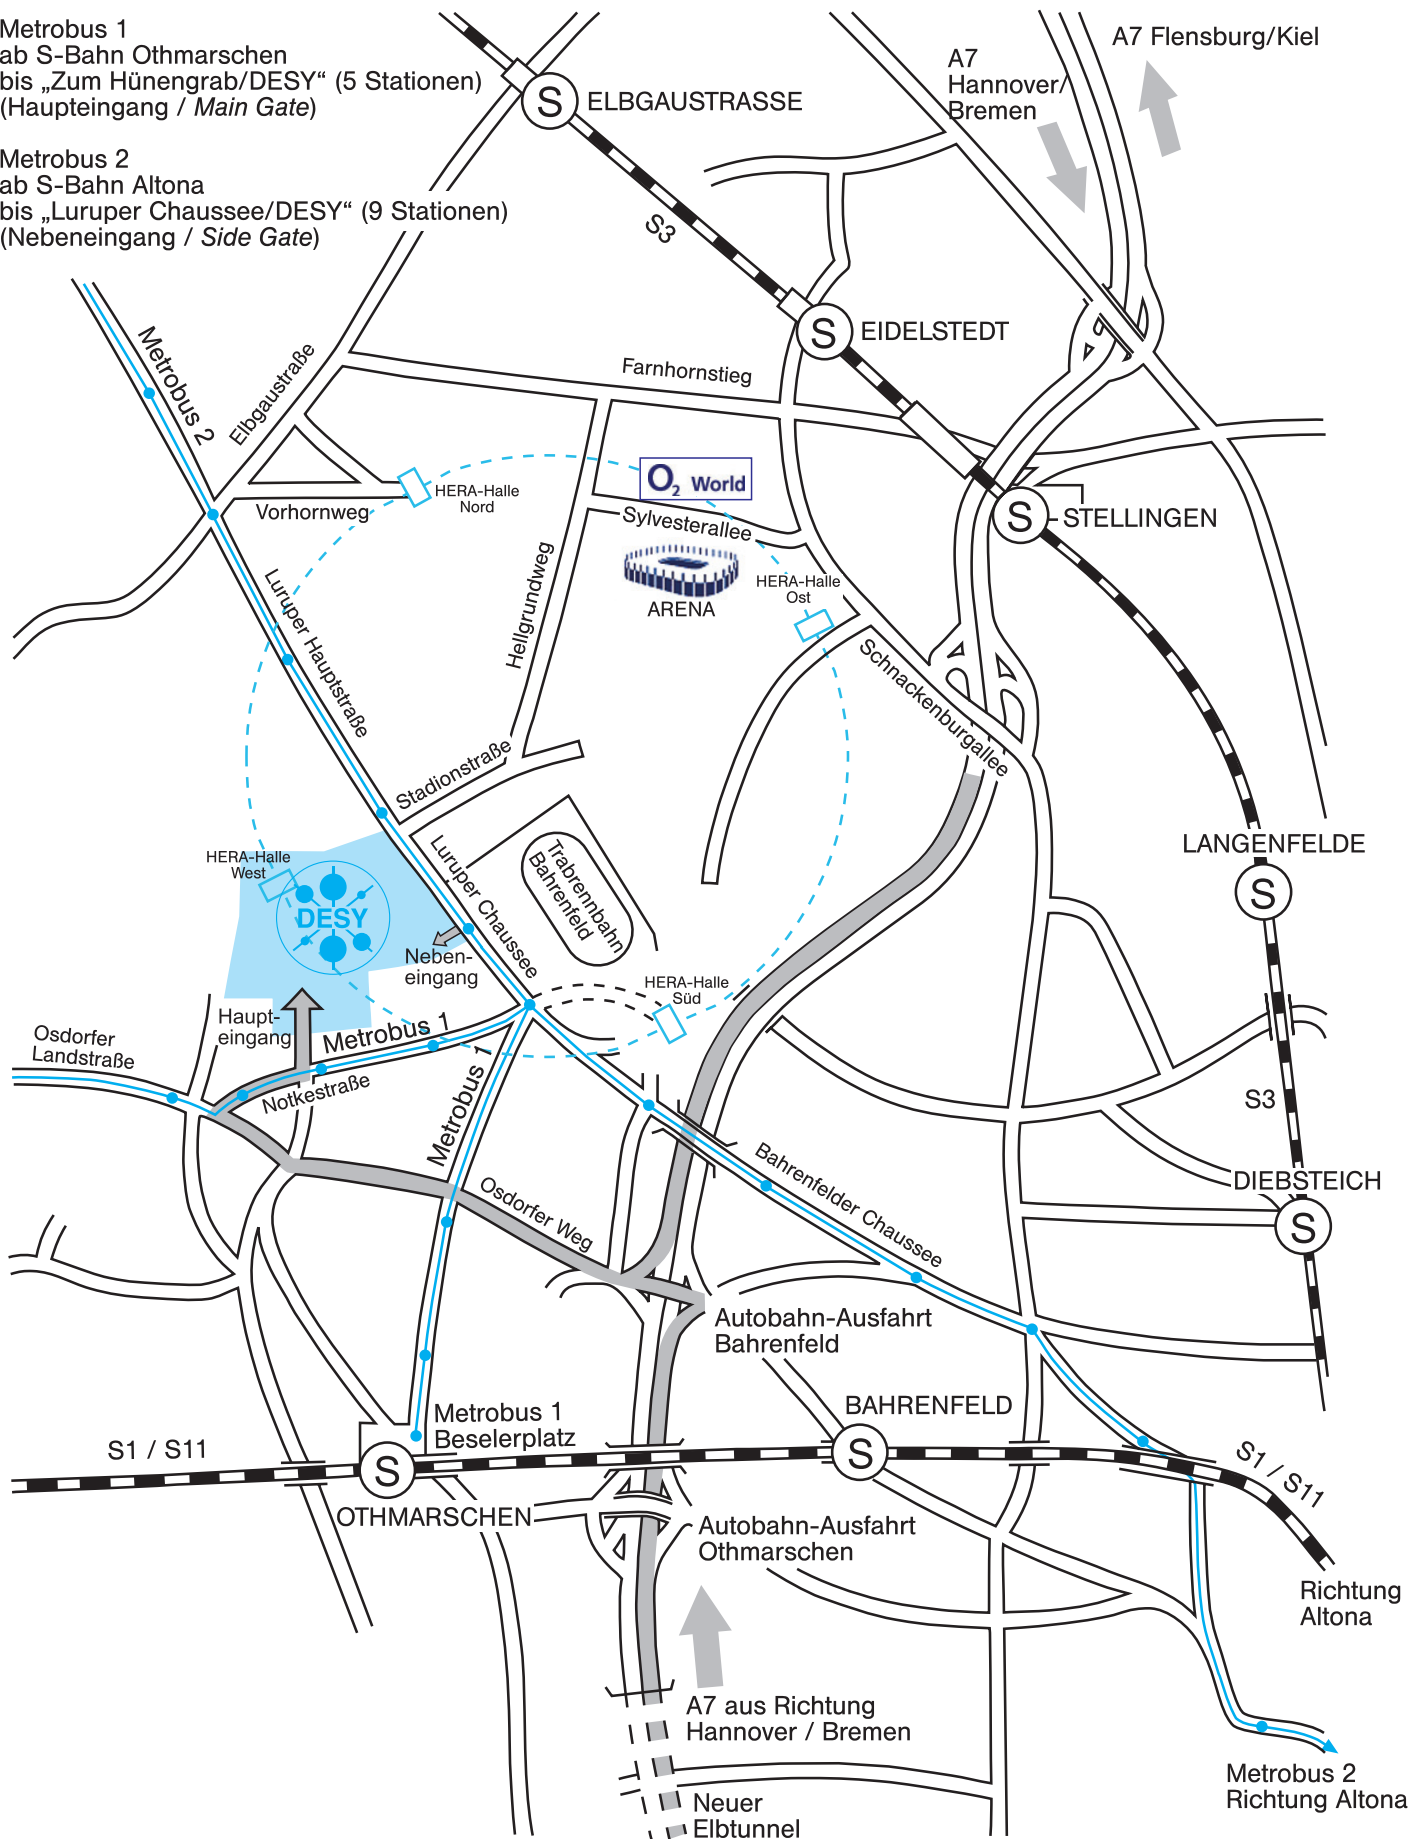 Metrobus 1
ab S-Bahn Othmarschen
bis „Zum Hünengrab/DESY“ (5 Stationen)
(Haupteingang / Main Gate)
Metrobus 2
ab S-Bahn Altona
bis „Luruper Chaussee/DESY“ (9 Stationen)
(Nebeneingang / Side Gate)
A7 Flensburg/Kiel
A7
Hannover/
Bremen
S
ELBGAUSTRASSE
S3
S
EIDELSTEDT
Metrobus 2
Elbgaustraße
Farnhornstieg
O2 World
HERA-Halle
Nord
Vorhornweg
Sylvesterallee
S
STELLINGEN
ARENA
HERA-Halle
Ost
Hellgrundweg
Luruper Hauptstraße
Schnackenburgallee
Stadionstraße
LANGENFELDE
S
HERA-Halle
West
DESY
Luruper Chaussee
Trabrennbahn
Bahrenfeld
Neben-
eingang
HERA-Halle
Süd
Haupt-
eingang
Metrobus 1
Osdorfer
Landstraße
Notkestraße
Metrobus 1
S3
Bahrenfelder Chaussee
DIEBSTEICH
S
Osdorfer Weg
Autobahn-Ausfahrt
Bahrenfeld
Metrobus 1
Beselerplatz
BAHRENFELD
S
S1 / S11
S
OTHMARSCHEN
S1 / S11
Autobahn-Ausfahrt
Othmarschen
Richtung
Altona
A7 aus Richtung
Hannover / Bremen
Metrobus 2
Richtung Altona
Neuer
Elbtunnel